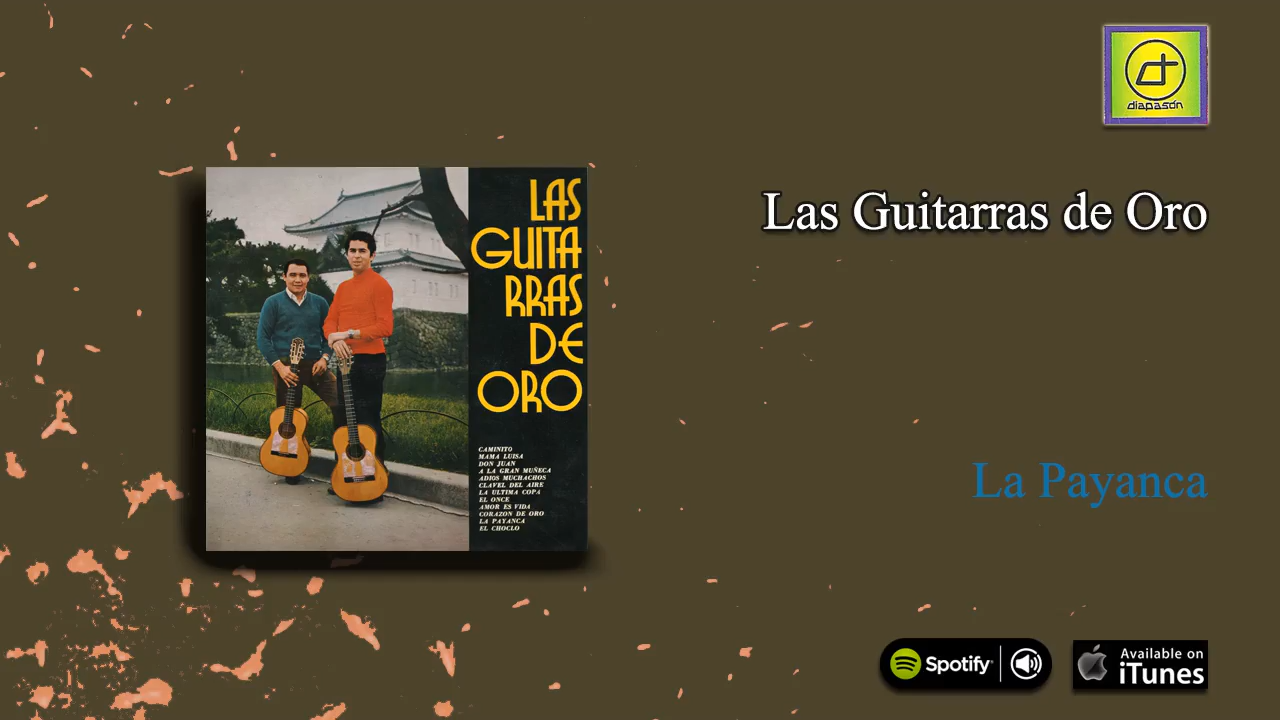 diapasón
Las Guitarras de Oro
LAS
GUITA
RRAS
DE
ORO
CAMINITO
MAMA LUISA
DON JUAN
A LA GRAN MUÑECA
ADIOS MUCHACHOS
CLAVEL DEL AIRE
LA ULTIMA COPA
EL ONCE
AMOR ES VIDA
CORAZON DE ORO
LA PAYANCA
EL CHOCLO
La Payanca
Spotify
Available on
iTunes